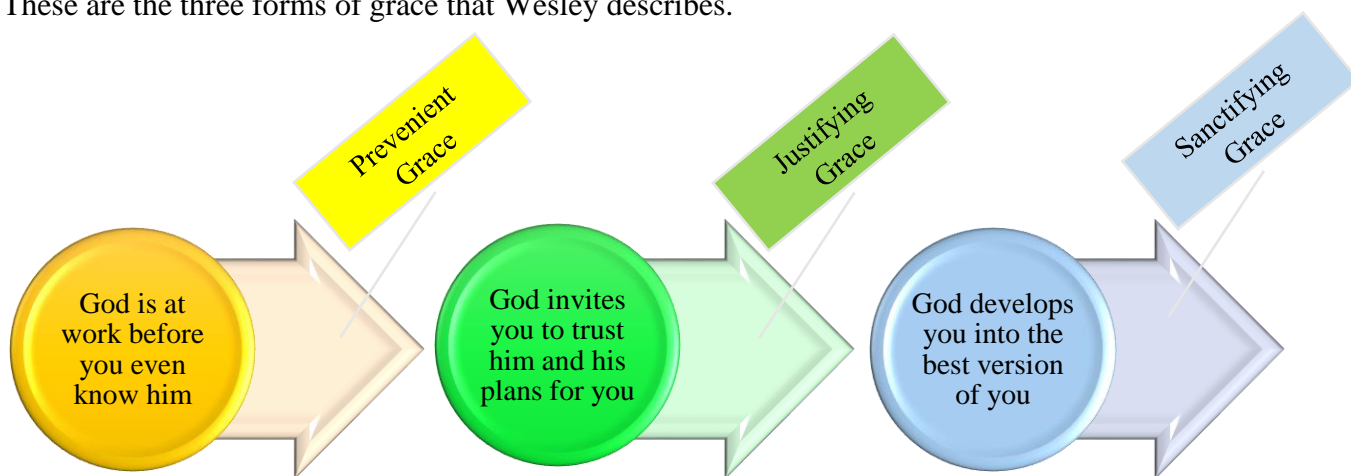 These are the three forms of grace that Wesley describes.
Prevenient
Grace
Justifying
Grace
Sanctifying
Grace
God is at
work before
you even
know him
God invites
you to trust
him and his
plans for you
God develops
you into the
best version
of you